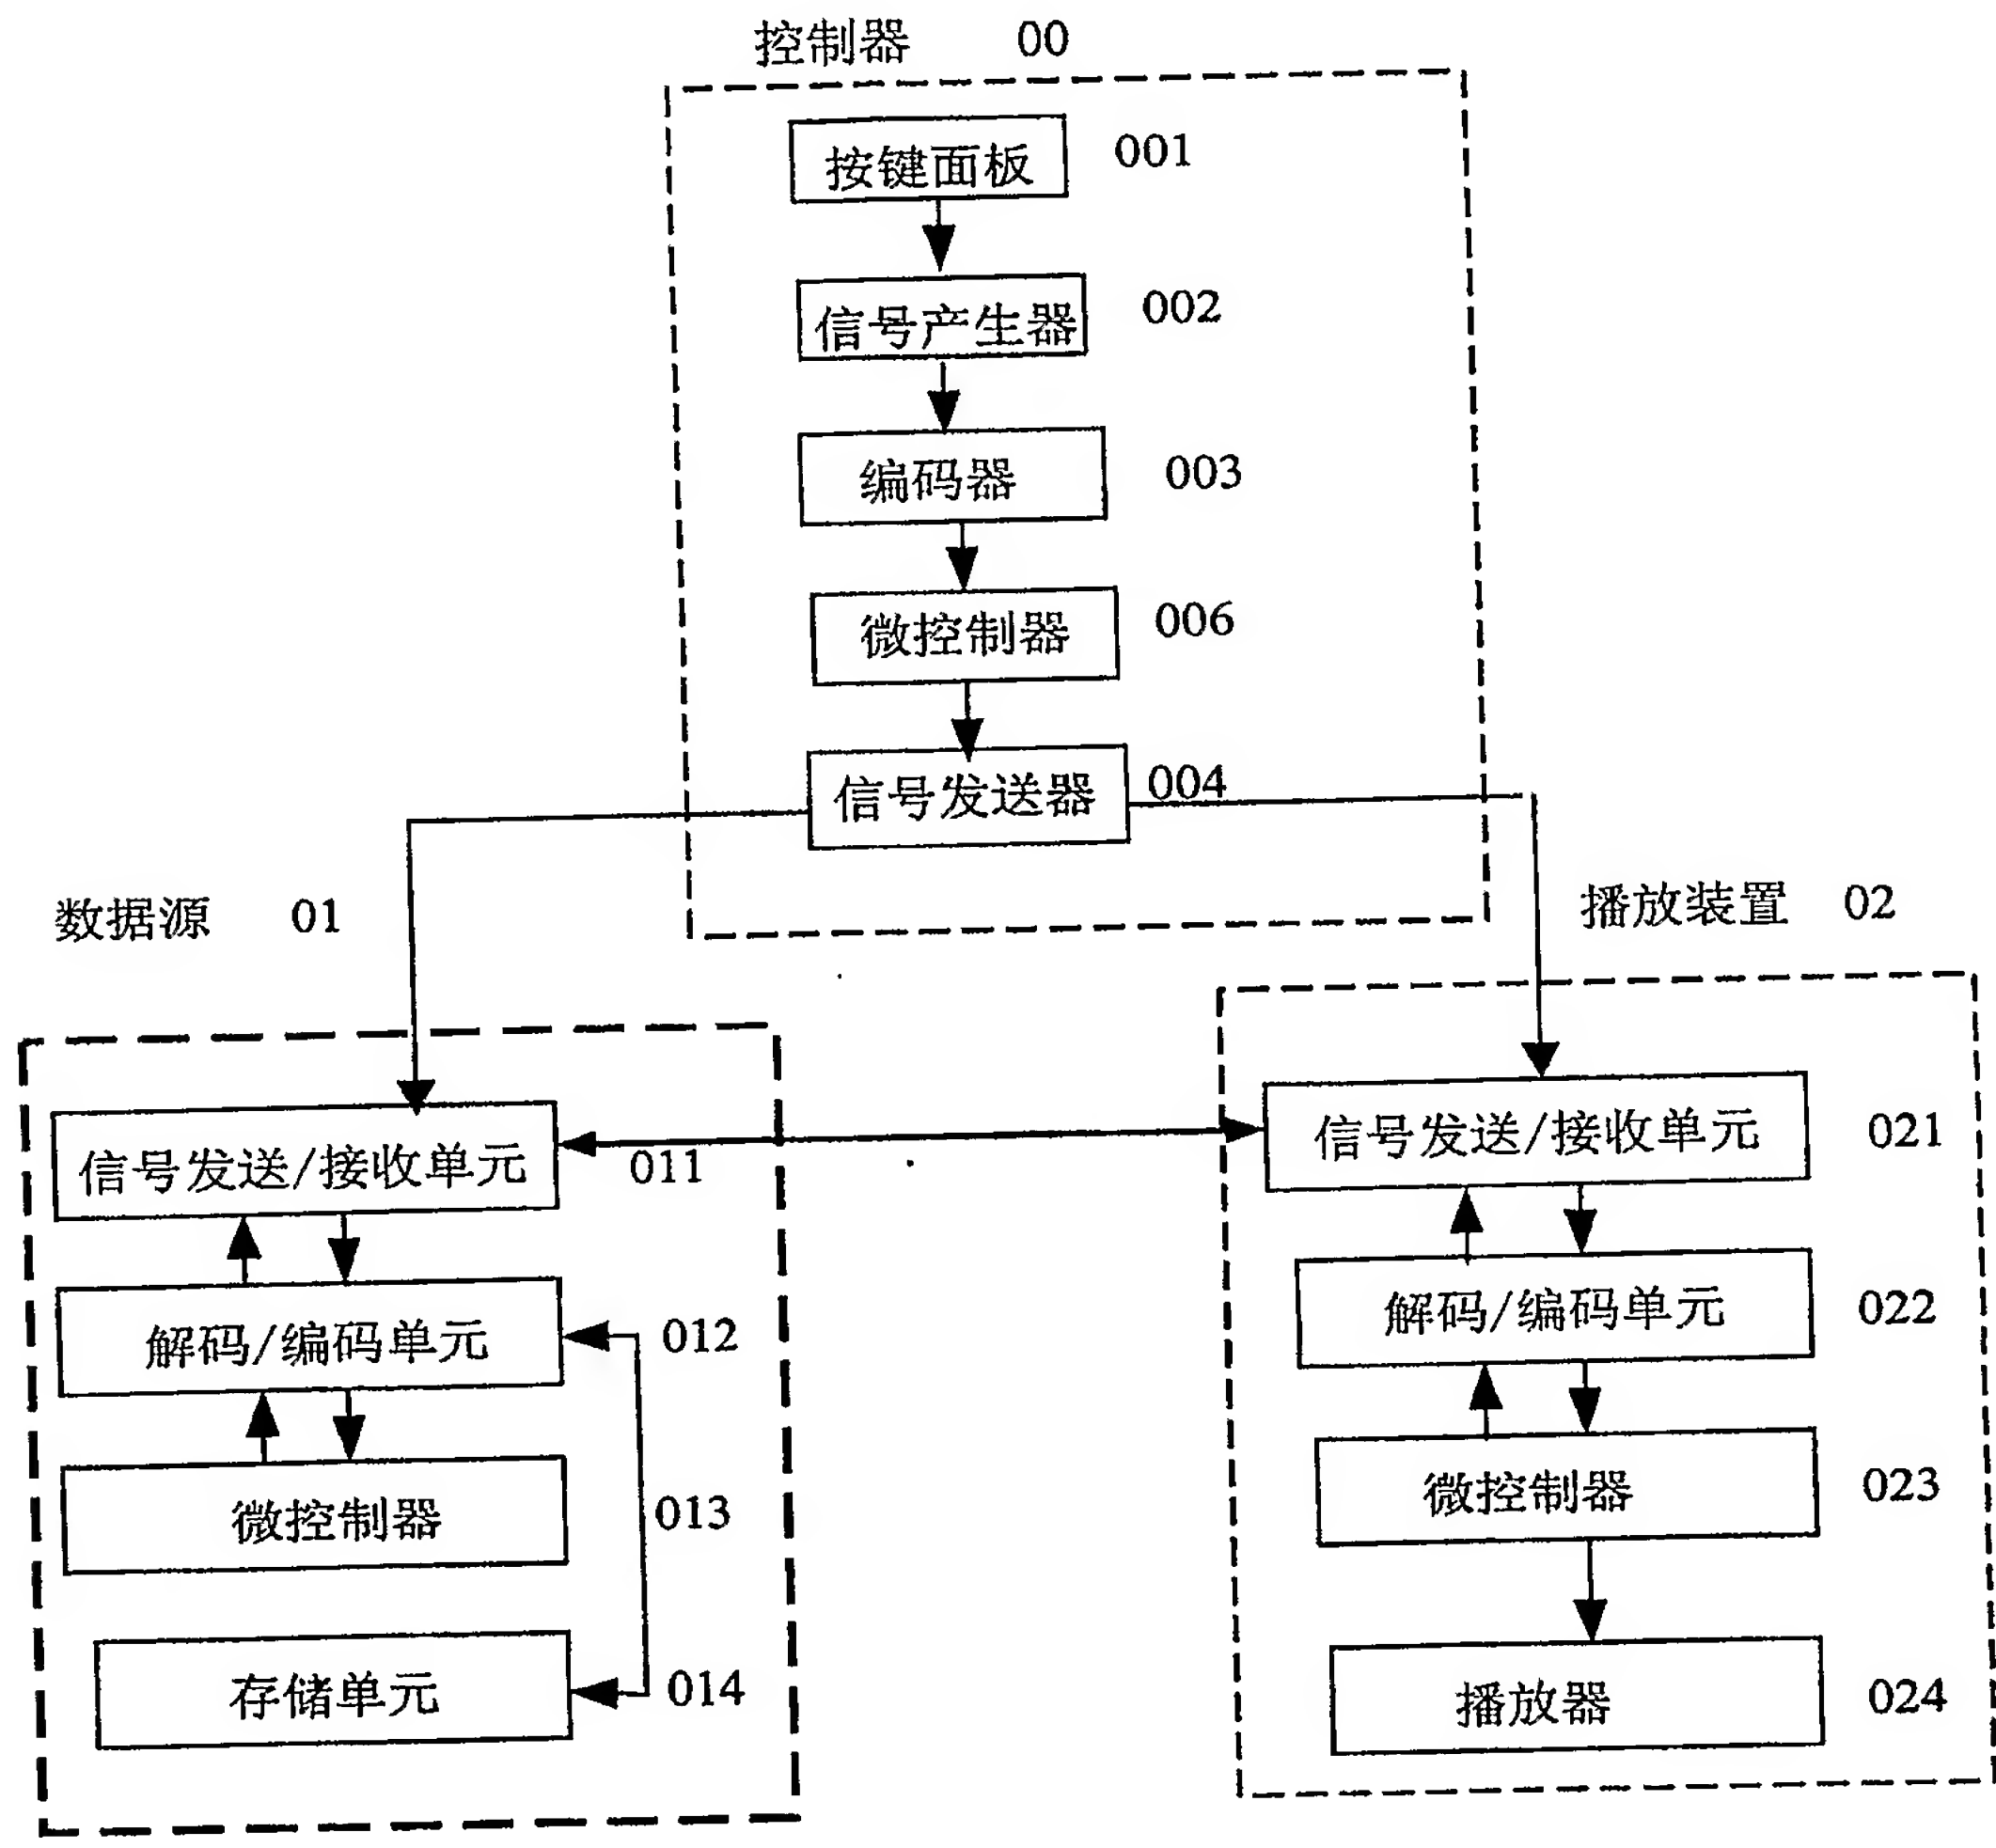 控制器 00
按键面板 001
信号产生器 002
编码器 003
微控制器 006
信号发送器 004
数据源 01
播放装置 02
信号发送/接收单元 011
解码/编码单元 012
微控制器 013
存储单元 014
信号发送/接收单元 021
解码/编码单元 022
微控制器 023
播放器 024